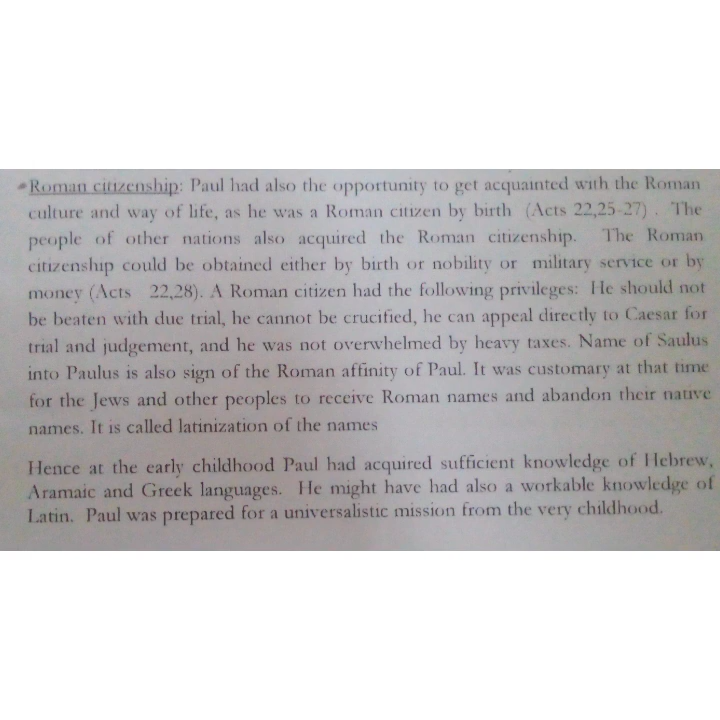 •Roman citizenship: Paul had also the opportunity to get acquainted with the Roman
culture and way of life, as he was a Roman citizen by birth (Acts 22,25-27) . The
people of other nations also acquired the Roman citizenship. The Roman
citizenship could be obtained either by birth or nobility or military service or by
money (Acts 22,28). A Roman citizen had the following privileges: He should not
be beaten with due trial, he cannot be crucified, he can appeal directly to Caesar for
trial and judgement, and he was not overwhelmed by heavy taxes. Name of Saulus
into Paulus is also sign of the Roman affinity of Paul. It was customary at that time
for the Jews and other peoples to receive Roman names and abandon their native
names. It is called latinization of the names
Hence at the early childhood Paul had acquired sufficient knowledge of Hebrew,
Aramaic and Greek languages. He might have had also a workable knowledge of
Latin. Paul was prepared for a universalistic mission from the very childhood.